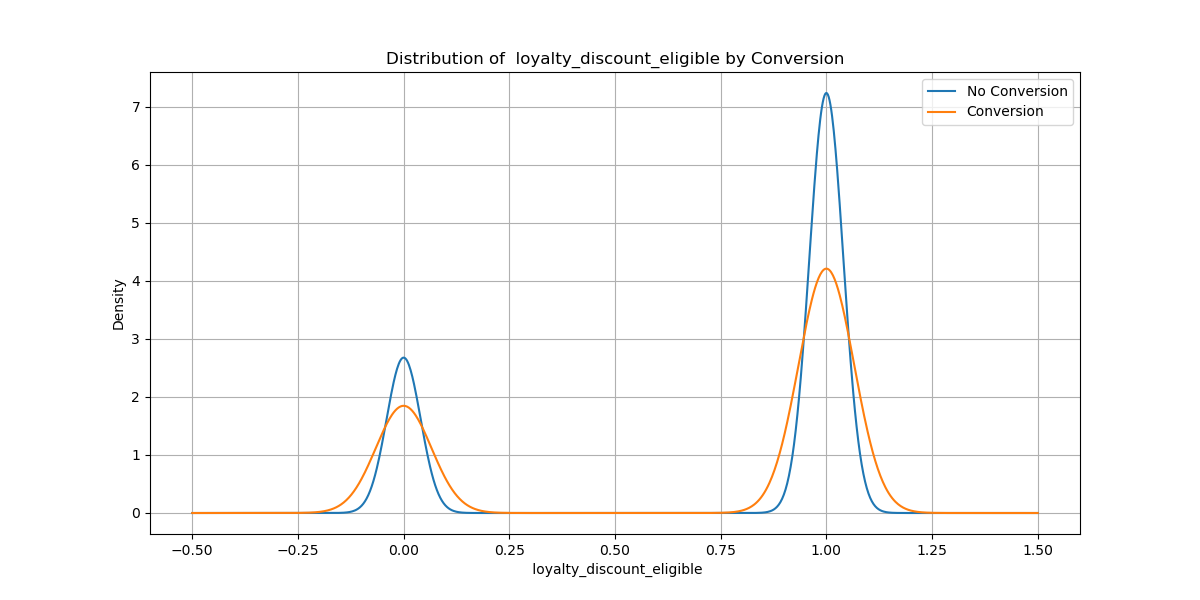 Distribution of  loyalty_discount_eligible by Conversion
No Conversion
Conversion
Density
7
6
5
4
3
2
1
0
−0.50 −0.25 0.00 0.25 0.50 0.75 1.00 1.25 1.50
loyalty_discount_eligible